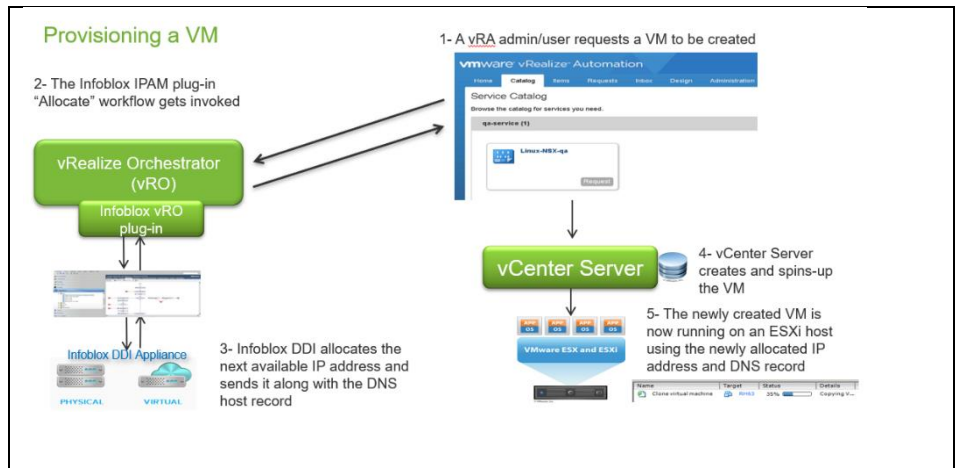 Provisioning a VM
1- A vRA admin/user requests a VM to be created
2- The Infoblox IPAM plug-in
"Allocate" workflow gets invoked
vmware vRealize Automation
Home Catalog Items Requests Inbox Design Administration
Service Catalog
Browse the catalog for services you need.
qa-service (1)
Linux-NSX-qa
Request
vRealize Orchestrator
(vRO)
Infoblox vRO
plug-in
Infoblox DDI Appliance
PHYSICAL VIRTUAL
3- Infoblox DDI allocates the
next available IP address and
sends it along with the DNS
host record
vCenter Server
4- vCenter Server
creates and spins-up
the VM
APP APP APP APP
OS OS OS OS
VMware ESX and ESXi
5- The newly created VM is
now running on an ESXi host
using the newly allocated IP
address and DNS record
Name Target Status Details
Clone virtual machine 35% Copying V...